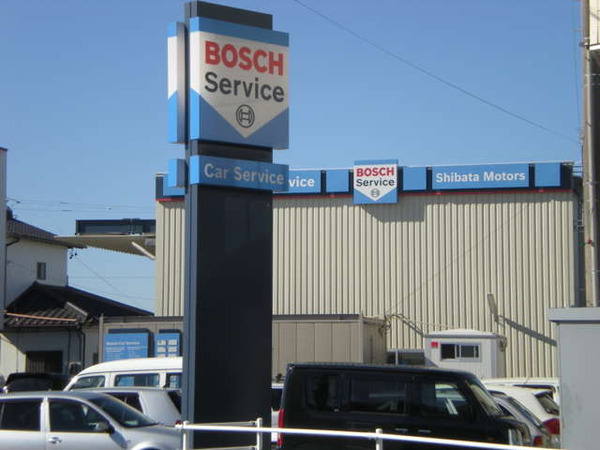 BOSCH
Service
Car Service
vice
BOSCH
Service
Shibata Motors